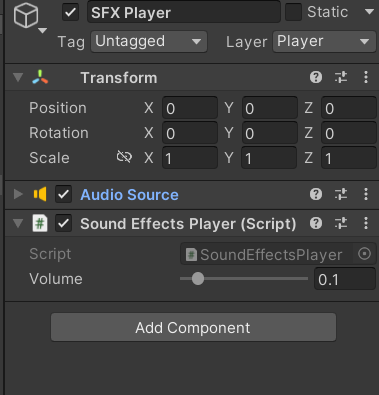 SFX Player Static
Tag Untagged Layer Player
Transform
Position X 0 Y 0 Z 0
Rotation X 0 Y 0 Z 0
Scale X 1 Y 1 Z 1
Audio Source
# Sound Effects Player (Script)
Script # SoundEffectsPlayer
Volume 0.1
Add Component